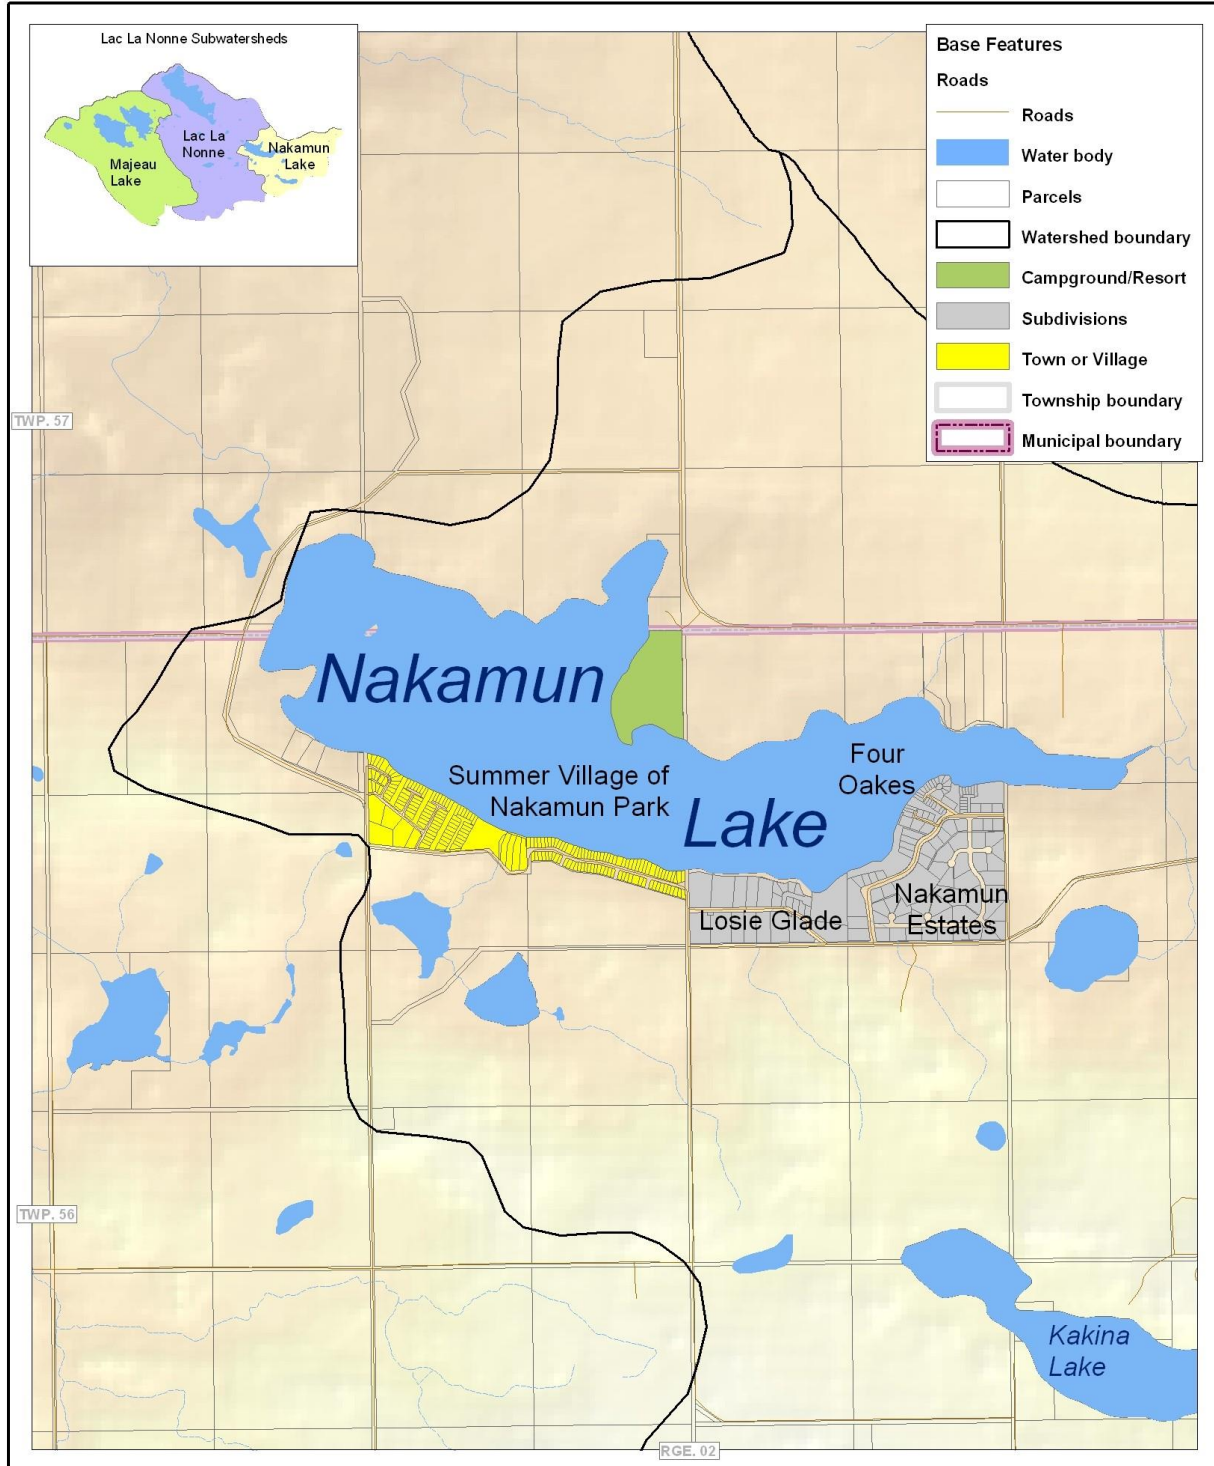 Lac La Nonne Subwatersheds
Lac La
Nonne
Nakamun
Lake
Majeau
Lake
Base Features
Roads
Roads
Water body
Parcels
Watershed boundary
Campground/Resort
Subdivisions
Town or Village
Township boundary
Municipal boundary
TWP. 57
Nakamun
Four
Oakes
Summer Village of
Nakamun Park
Lake
Nakamun
Estates
Losie Glade
TWP. 56
Kakina
Lake
RGE. 02